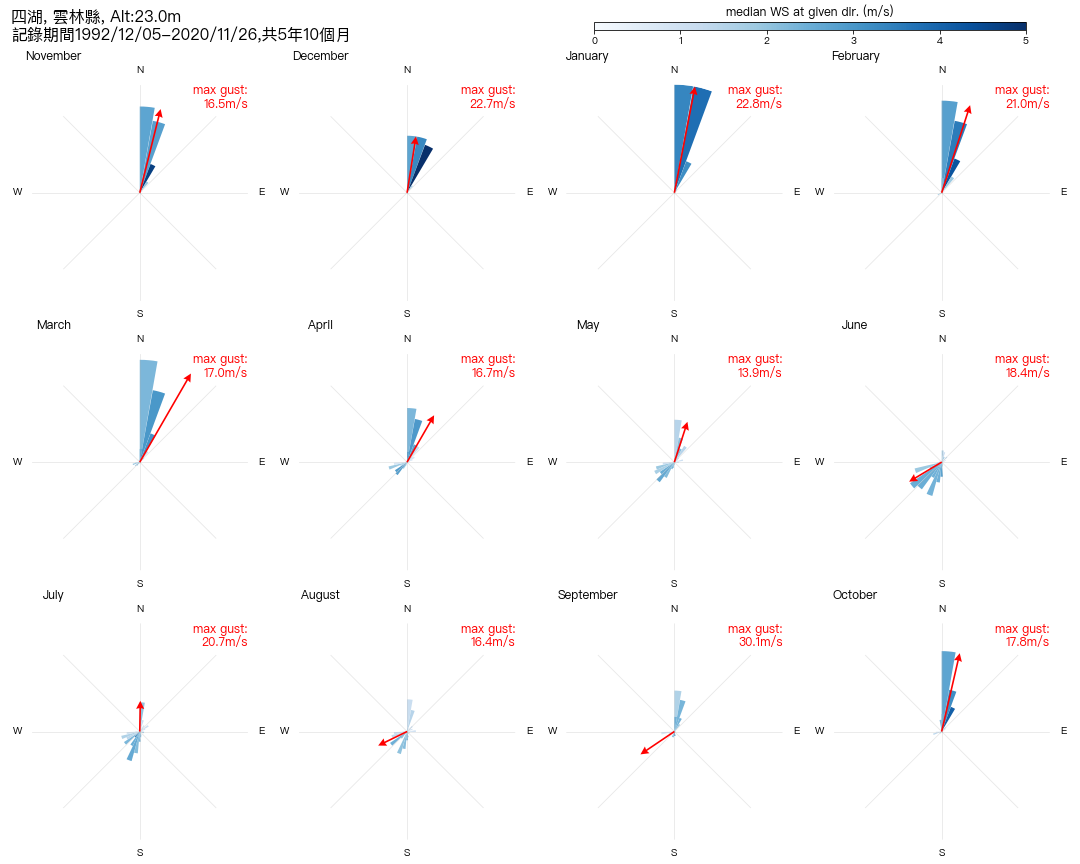 四湖, 雲林縣, Alt:23.0m
記錄期間1992/12/05−2020/11/26,共5年10個月
median WS at given dir. (m/s)
0 1 2 3 4 5
November
N
max gust:
16.5m/s
W
E
S
December
N
max gust:
22.7m/s
W
E
S
January
N
max gust:
22.8m/s
W
E
S
February
N
max gust:
21.0m/s
W
E
S
March
N
max gust:
17.0m/s
W
E
S
April
N
max gust:
16.7m/s
W
E
S
May
N
max gust:
13.9m/s
W
E
S
June
N
max gust:
18.4m/s
W
E
S
July
N
max gust:
20.7m/s
W
E
S
August
N
max gust:
16.4m/s
W
E
S
September
N
max gust:
30.1m/s
W
E
S
October
N
max gust:
17.8m/s
W
E
S